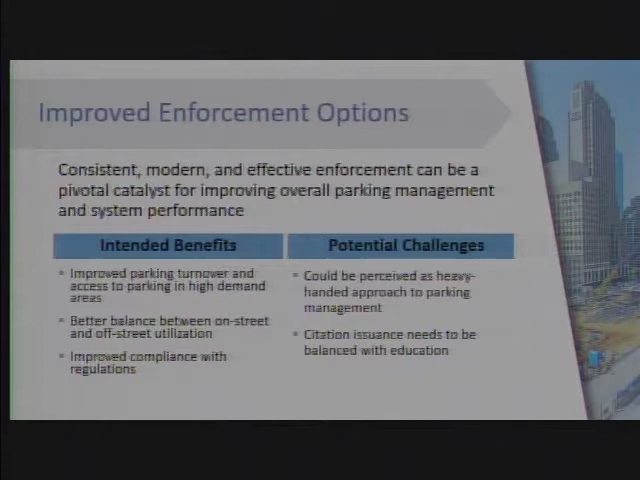 Improved Enforcement Options
Consistent, modern, and effective enforcement can be a
pivotal catalyst for improving overall parking management
and system performance
Intended Benefits
Improved parking turnover and
access to parking in high demand
areas
Better balance between on-street
and off-street utilization
Improved compliance with
regulations
Potential Challenges
Could be perceived as heavy-
handed approach to parking
management
Citation issuance needs to be
balanced with education